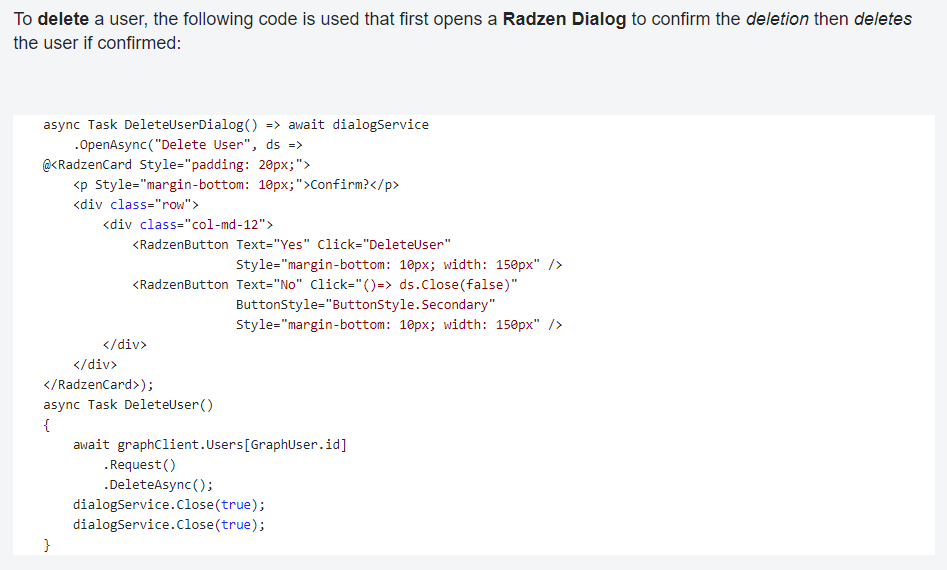 To delete a user, the following code is used that first opens a Radzen Dialog to confirm the deletion then deletes
the user if confirmed:
async Task DeleteUserDialog() => await dialogService
    .OpenAsync("Delete User", ds =>
@<RadzenCard Style="padding: 20px;">
    <p Style="margin-bottom: 10px;">Confirm?</p>
    <div class="row">
        <div class="col-md-12">
            <RadzenButton Text="Yes" Click="DeleteUser"
                          Style="margin-bottom: 10px; width: 150px" />
            <RadzenButton Text="No" Click="()=> ds.Close(false)"
                          ButtonStyle="ButtonStyle.Secondary"
                          Style="margin-bottom: 10px; width: 150px" />
        </div>
    </div>
</RadzenCard>);
async Task DeleteUser()
{
    await graphClient.Users[GraphUser.id]
        .Request()
        .DeleteAsync();
    dialogService.Close(true);
    dialogService.Close(true);
}